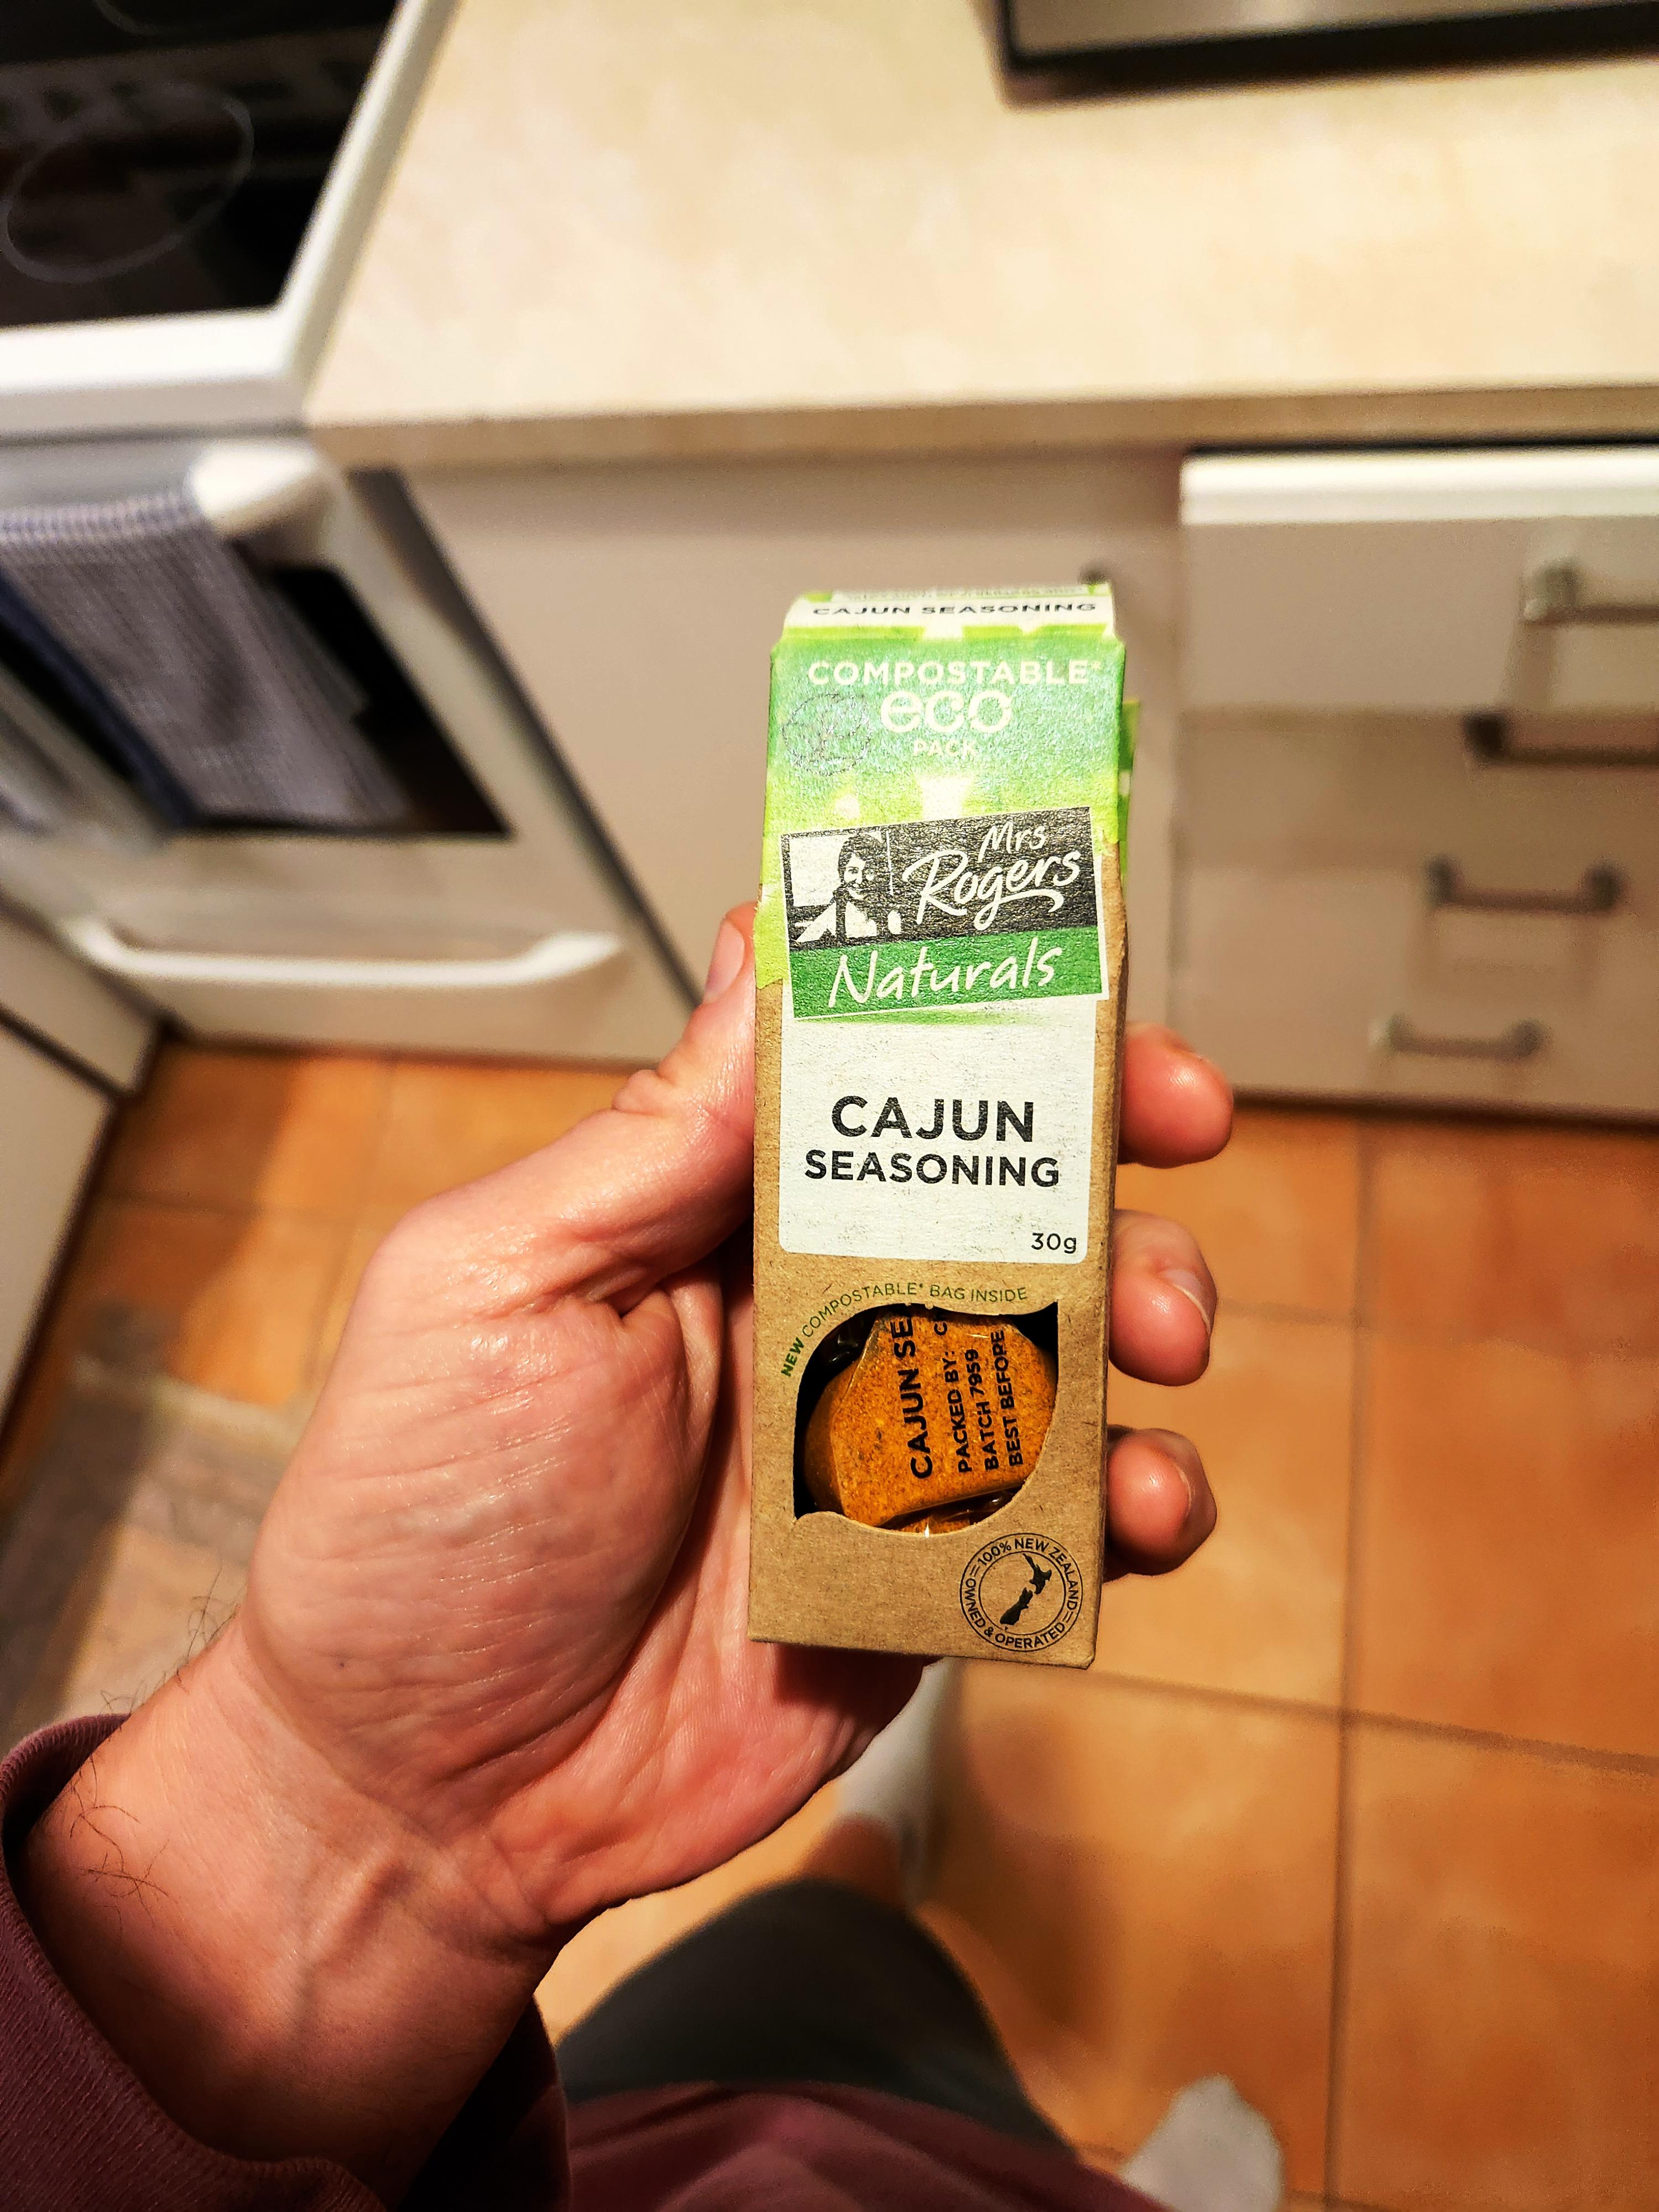 CAJUN SEASONING
COMPOSTABLE*
eco
PACK
Mrs
Rogers
Naturals
CAJUN
SEASONING
30g
NEW COMPOSTABLE* BAG INSIDE
CAJUN SE
PACKED BY:
BATCH 7959
BEST BEFORE
100% NEW ZEALAND
OWNED & OPERATED